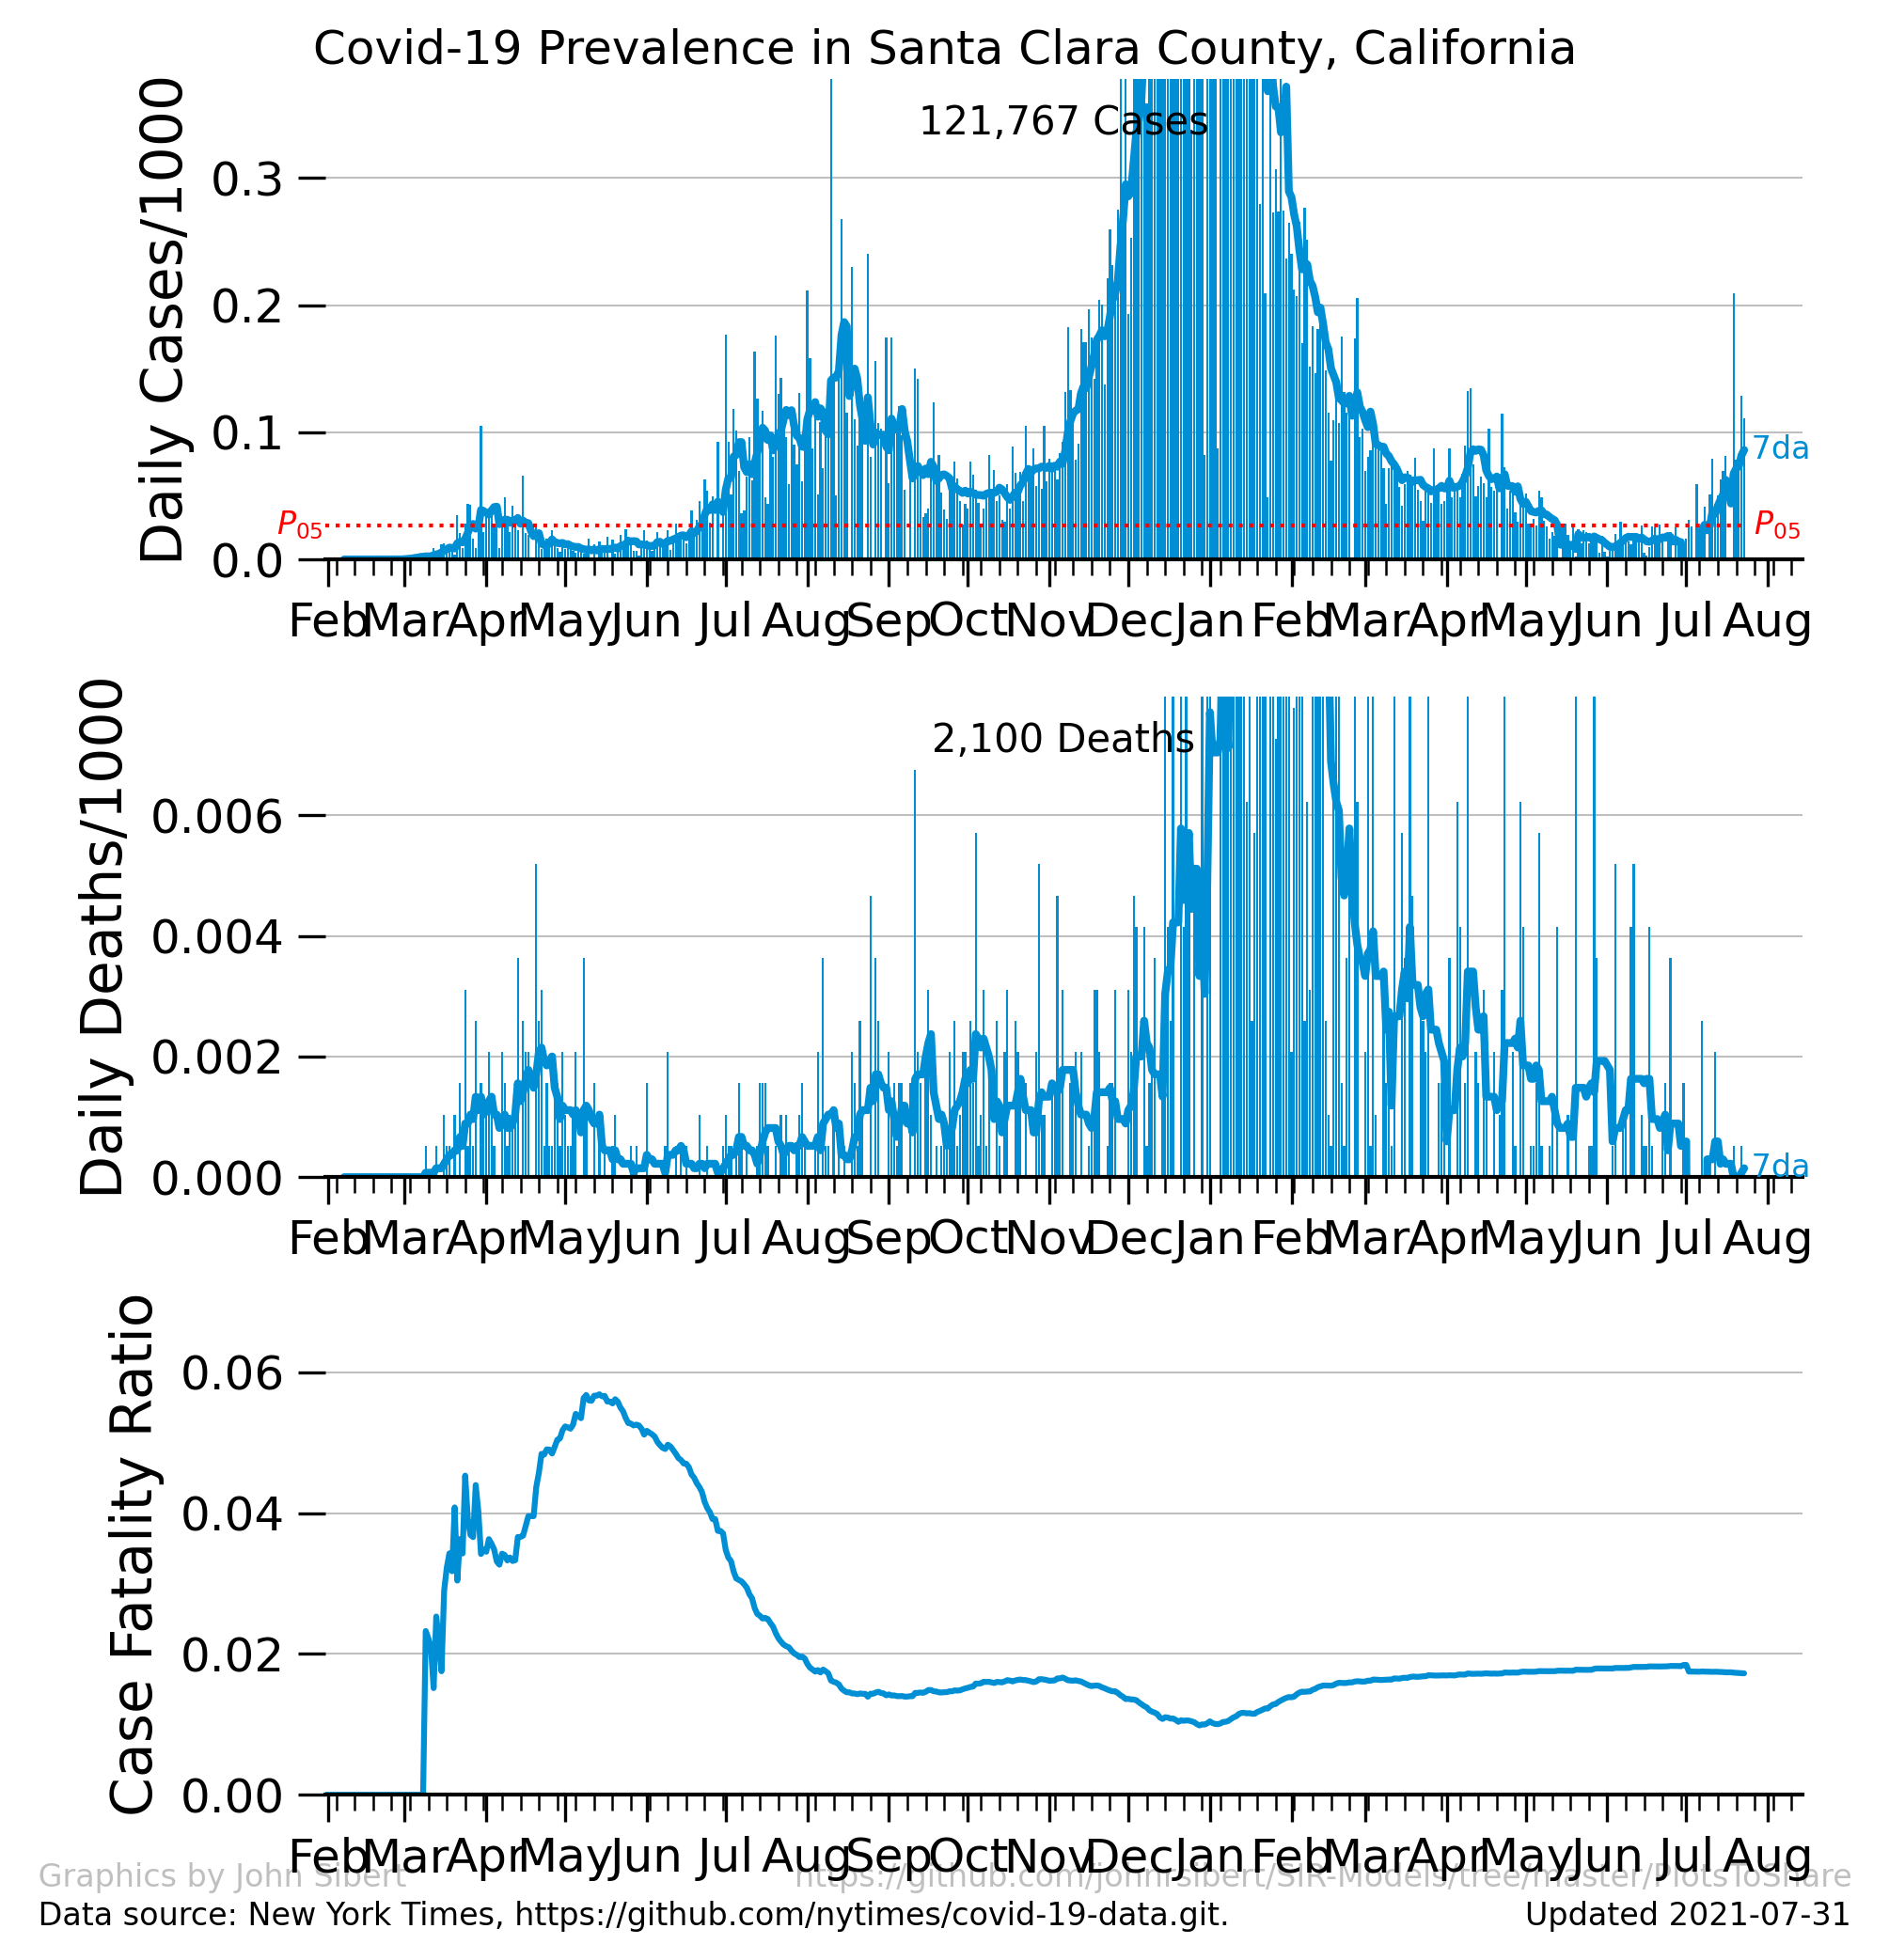 Covid-19 Prevalence in Santa Clara County, California
Daily Cases/1000
121,767 Cases
0.3
0.2
0.1
0.0
P05
7da
P05
Feb Mar Apr May Jun Jul Aug Sep Oct Nov Dec Jan Feb Mar Apr May Jun Jul Aug
Daily Deaths/1000
2,100 Deaths
0.006
0.004
0.002
0.000
7da
Feb Mar Apr May Jun Jul Aug Sep Oct Nov Dec Jan Feb Mar Apr May Jun Jul Aug
Case Fatality Ratio
0.06
0.04
0.02
0.00
Feb Mar Apr May Jun Jul Aug Sep Oct Nov Dec Jan Feb Mar Apr May Jun Jul Aug
Graphics by John Sibert https://github.com/johnrsibert/SIR-Models/tree/master/PlotsToShare
Data source: New York Times, https://github.com/nytimes/covid-19-data.git. Updated 2021-07-31